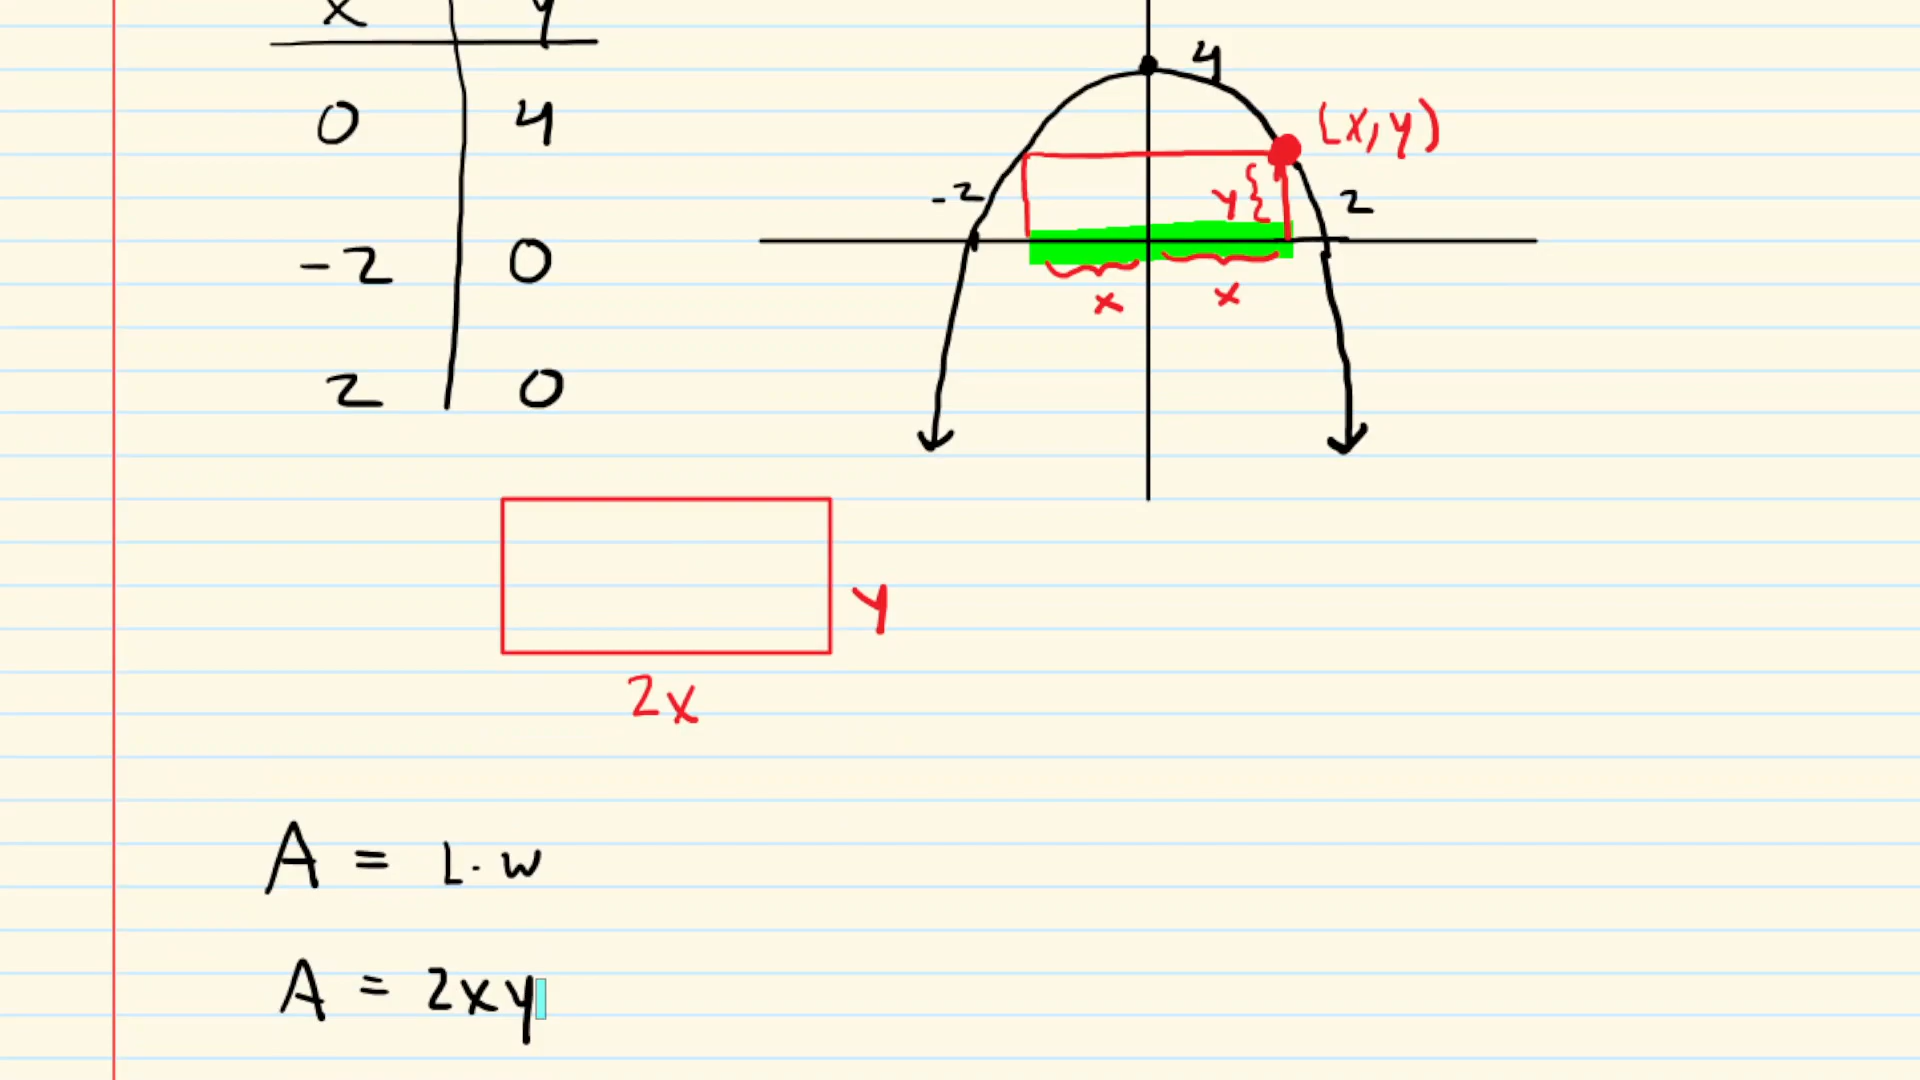 x y
0 4
-2 0
2 0
4
(x, y)
-2
y
2
x x
y
2x
A = L · w
A = 2xy